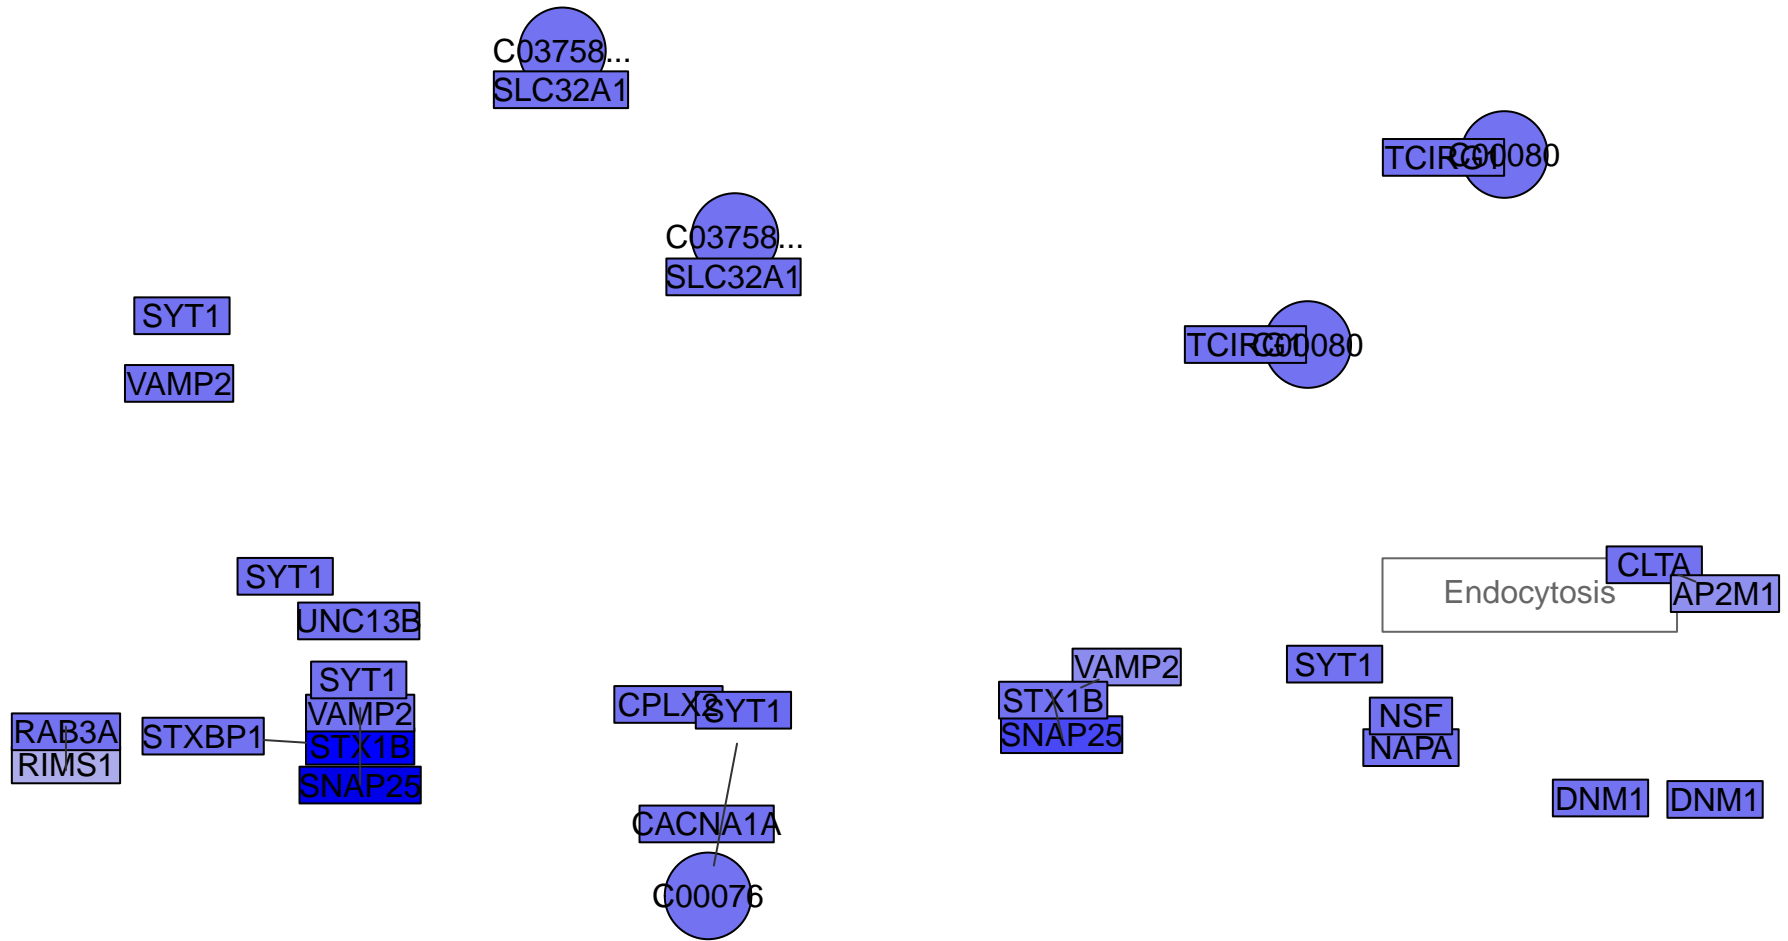 C03758...
SLC32A1
TCIRG1
C00080
C03758...
SLC32A1
SYT1
TCIRG1
C00080
VAMP2
SYT1
CLTA
AP2M1
Endocytosis
UNC13B
SYT1
VAMP2
STX1B
SNAP25
RAB3A
RIMS1
STXBP1
CPLX2
SYT1
VAMP2
STX1B
SNAP25
SYT1
NSF
NAPA
DNM1
DNM1
CACNA1A
C00076